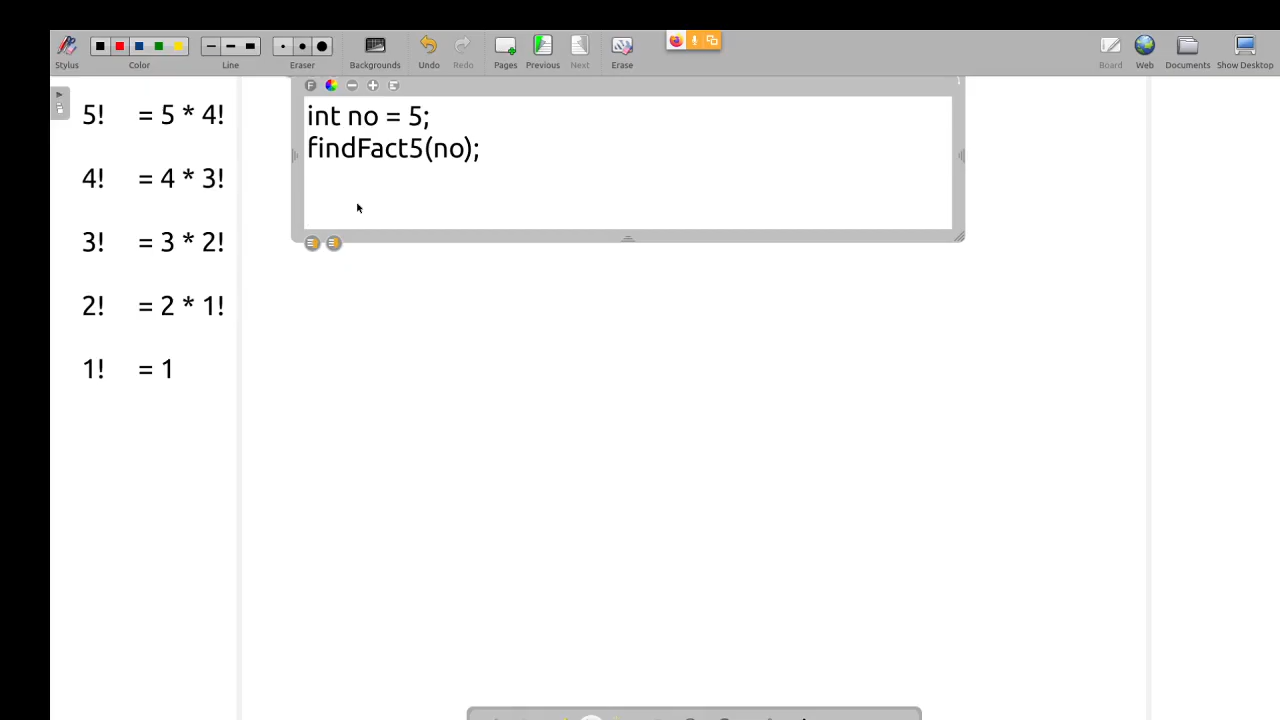 Stylus
Color
Line
Eraser
Backgrounds
Undo
Redo
Pages
Previous
Next
Erase
Board
Web
Documents
Show Desktop
5! = 5 * 4!
4! = 4 * 3!
3! = 3 * 2!
2! = 2 * 1!
1! = 1
F
int no = 5;
findFact5(no);